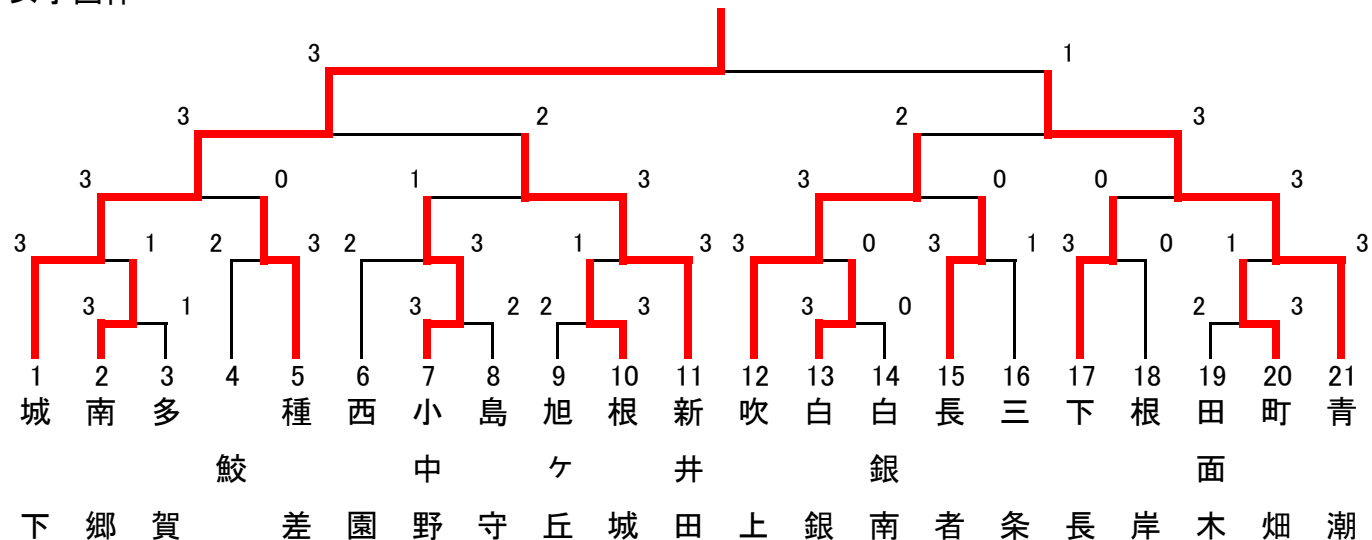 3 1
3 2 2 3
3 0 1 3 3 0 0 3
3 1 2 3 2 3 1 3 3 0 3 1 3 0 1 3
3 1 3 2 2 3 3 0 2 3
1 2 3 4 5 6 7 8 9 10 11 12 13 14 15 16 17 18 19 20 21
城下
南郷
多賀
鮫
種差
西園
小中野
島守
旭ケ丘
根城
新井田
吹上
白銀
白銀南
長者
三条
下長
根岸
田面木
町畑
青潮